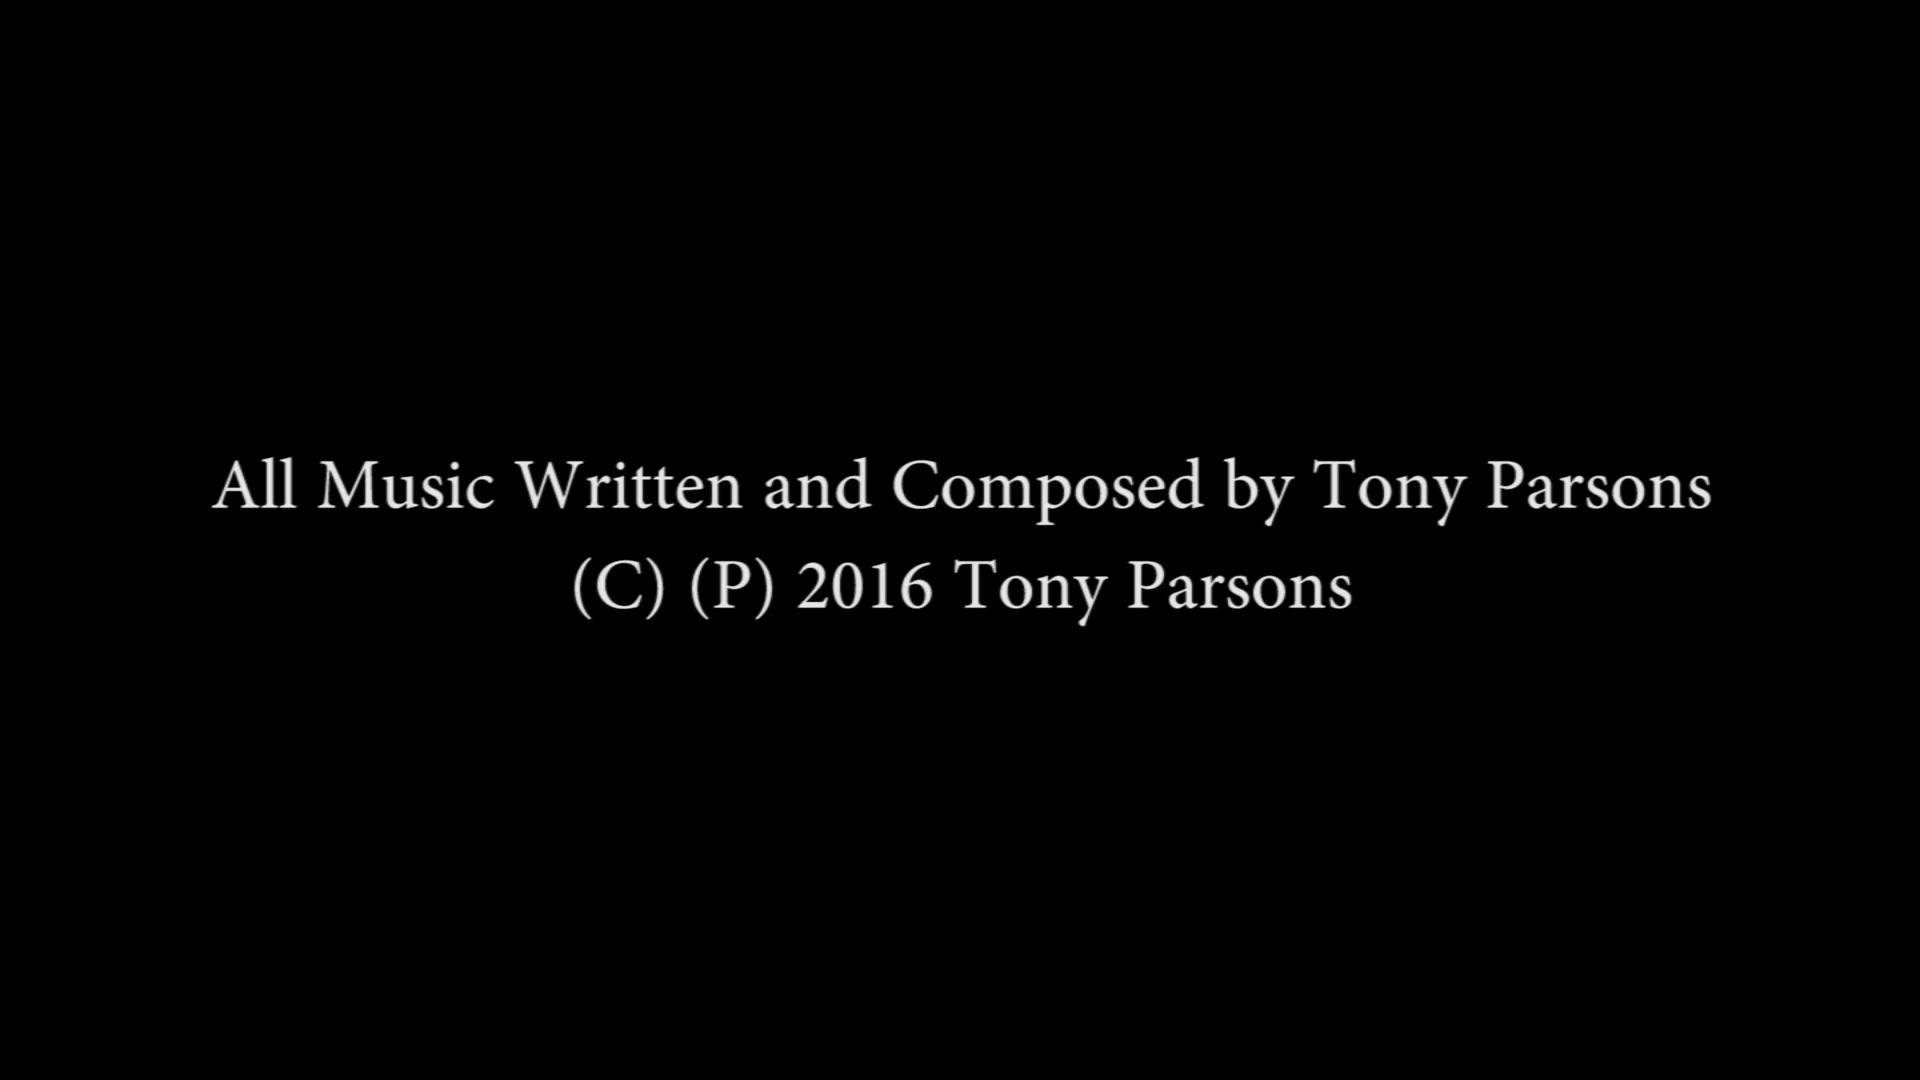 All Music Written and Composed by Tony Parsons
(C) (P) 2016 Tony Parsons